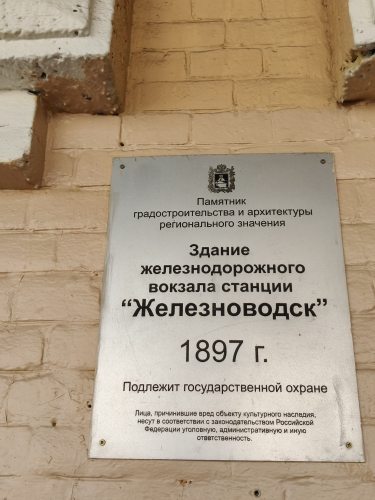 Памятник
градостроительства и архитектуры
регионального значения
Здание
железнодорожного
вокзала станции
“Железноводск”
1897 г.
Подлежит государственной охране
Лица, причинившие вред объекту культурного наследия,
несут в соответствии с законодательством Российской
Федерации уголовную, административную и иную
ответственность.